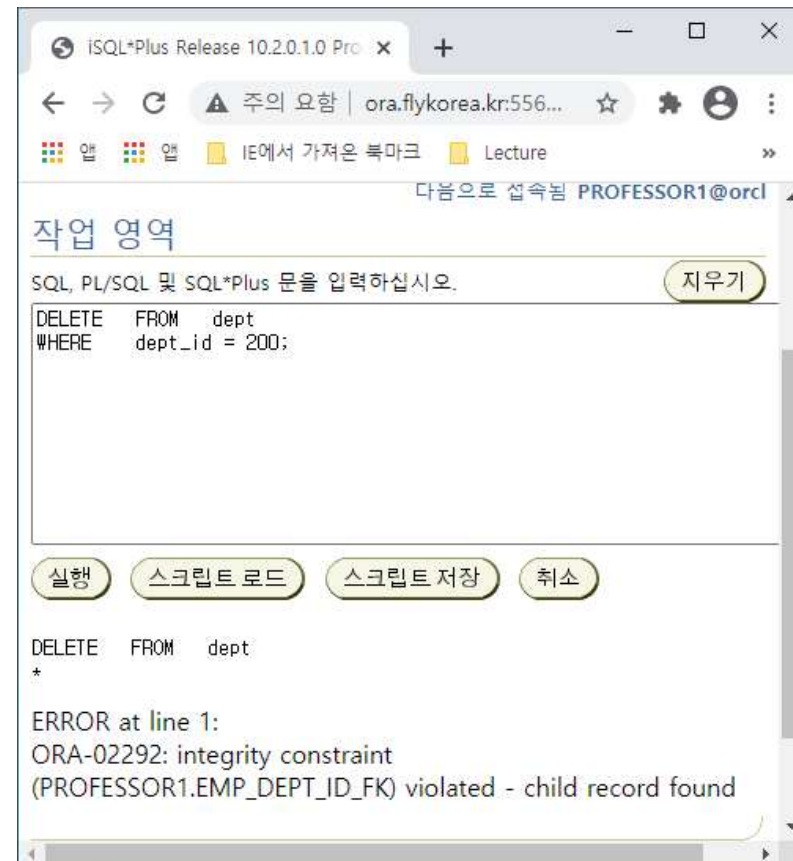 iSQL*Plus Release 10.2.0.1.0 Pro
주의 요함 | ora.flykorea.kr:556...
앱 앱 IE에서 가져온 북마크 Lecture »
다음으로 접속됨 PROFESSOR1@orcl
작업 영역
SQL, PL/SQL 및 SQL*Plus 문을 입력하십시오. 지우기
DELETE FROM dept
WHERE dept_id = 200;
실행 스크립트 로드 스크립트 저장 취소
DELETE FROM dept
*
ERROR at line 1:
ORA-02292: integrity constraint
(PROFESSOR1.EMP_DEPT_ID_FK) violated - child record found